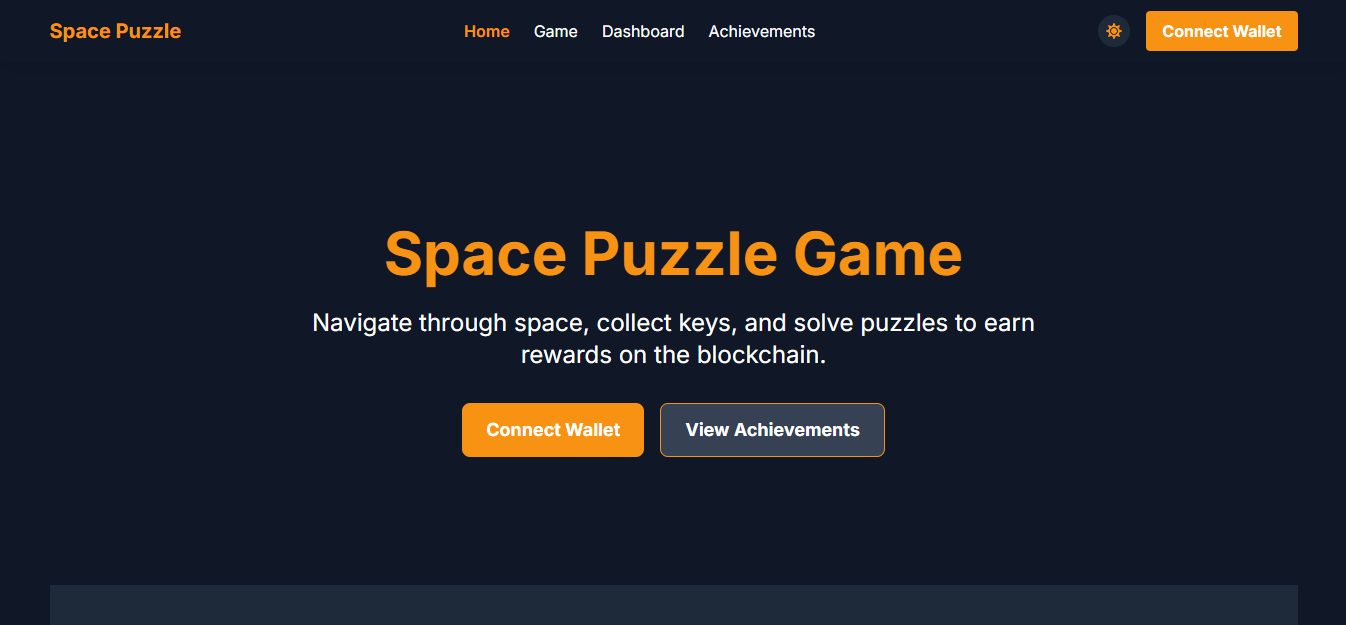 Space Puzzle
Home Game Dashboard Achievements
Connect Wallet
Space Puzzle Game
Navigate through space, collect keys, and solve puzzles to earn
rewards on the blockchain.
Connect Wallet
View Achievements